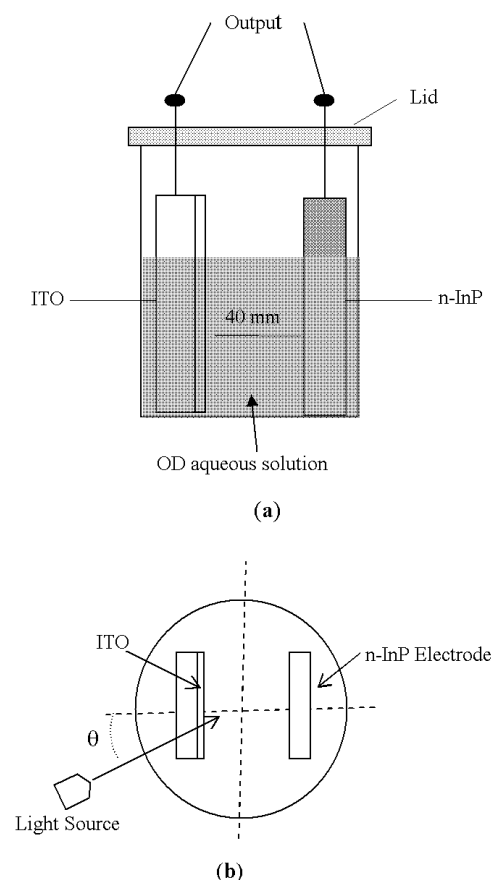 Output
Lid
ITO
n-InP
40 mm
OD aqueous solution
(a)
ITO
n-InP Electrode
θ
Light Source
(b)